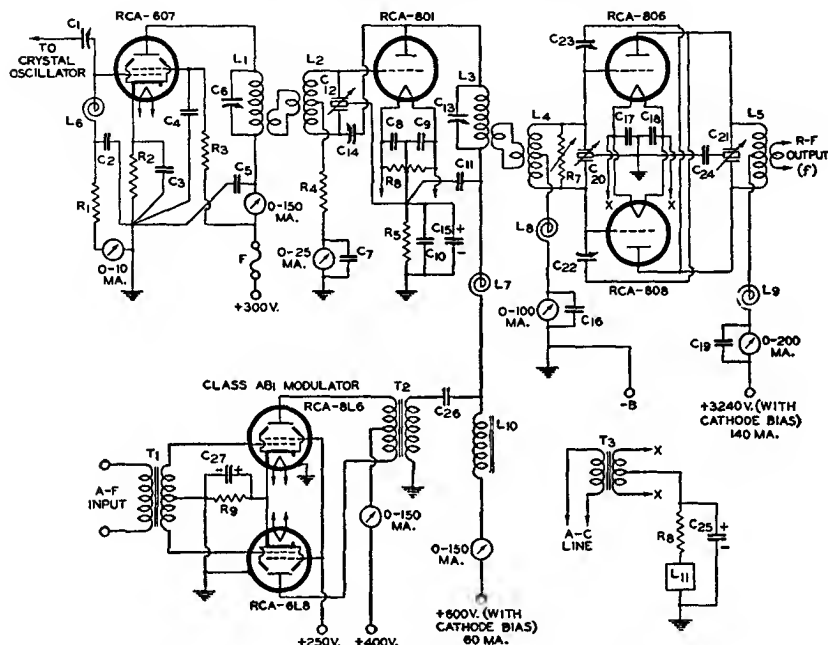 RCA-607
RCA-801
RCA-806
C1
TO
CRYSTAL
OSCILLATOR
L6
C2
R1
0-10
MA.
R2
C3
C4
R3
C5
C6
L1
0-150
MA.
F
+300V.
L2
C
12
C14
R4
0-25
MA.
C7
C8
C9
R8
R5
C10
C15
C11
C13
L3
L7
L4
R7
L8
0-100
MA.
C16
C23
C17
C18
C
20
C22
C24
C21
L5
R-F
OUTPUT
(f)
RCA-808
L9
C19
0-200
MA.
-B
+3240V.(WITH
CATHODE BIAS)
140 MA.
CLASS AB1 MODULATOR
RCA-8L6
T1
A-F
INPUT
C27
R9
RCA-6L8
+250V.
+400V.
T2
0-150
MA.
C26
L10
0-150
MA.
+600V.(WITH
CATHODE BIAS)
60 MA.
T3
X
X
X
X
A-C
LINE
R8
C25
L11